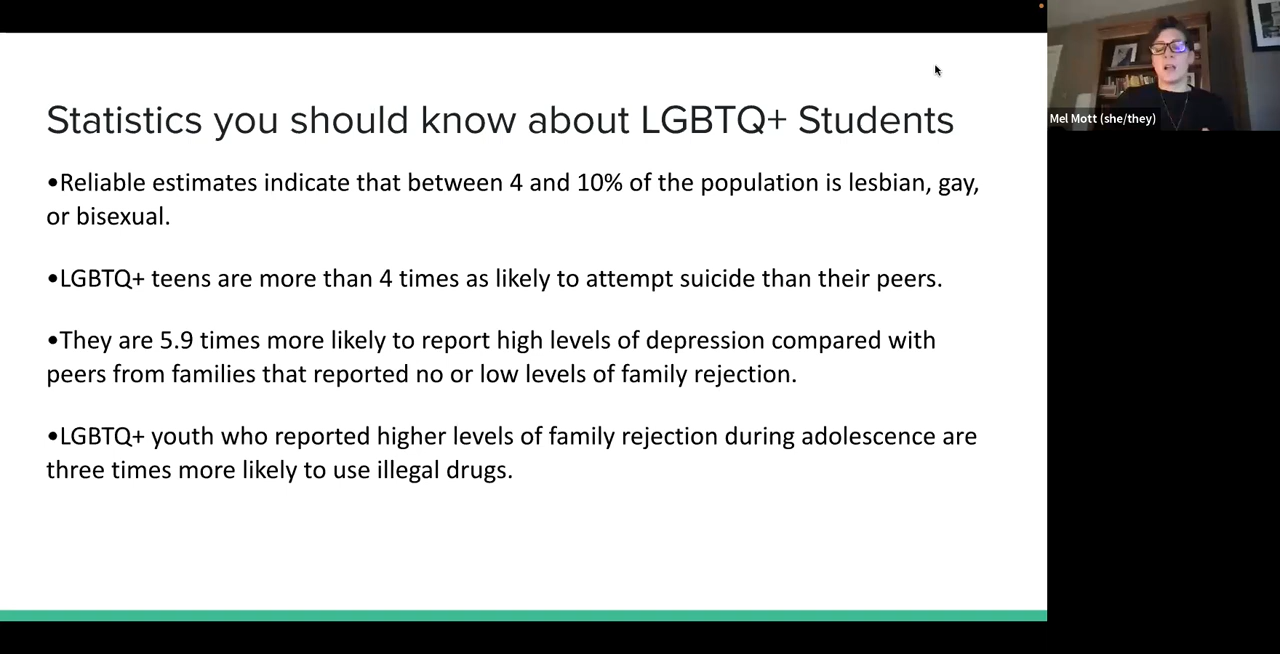 Statistics you should know about LGBTQ+ Students
•Reliable estimates indicate that between 4 and 10% of the population is lesbian, gay,
or bisexual.
•LGBTQ+ teens are more than 4 times as likely to attempt suicide than their peers.
•They are 5.9 times more likely to report high levels of depression compared with
peers from families that reported no or low levels of family rejection.
•LGBTQ+ youth who reported higher levels of family rejection during adolescence are
three times more likely to use illegal drugs.
Mel Mott (she/they)